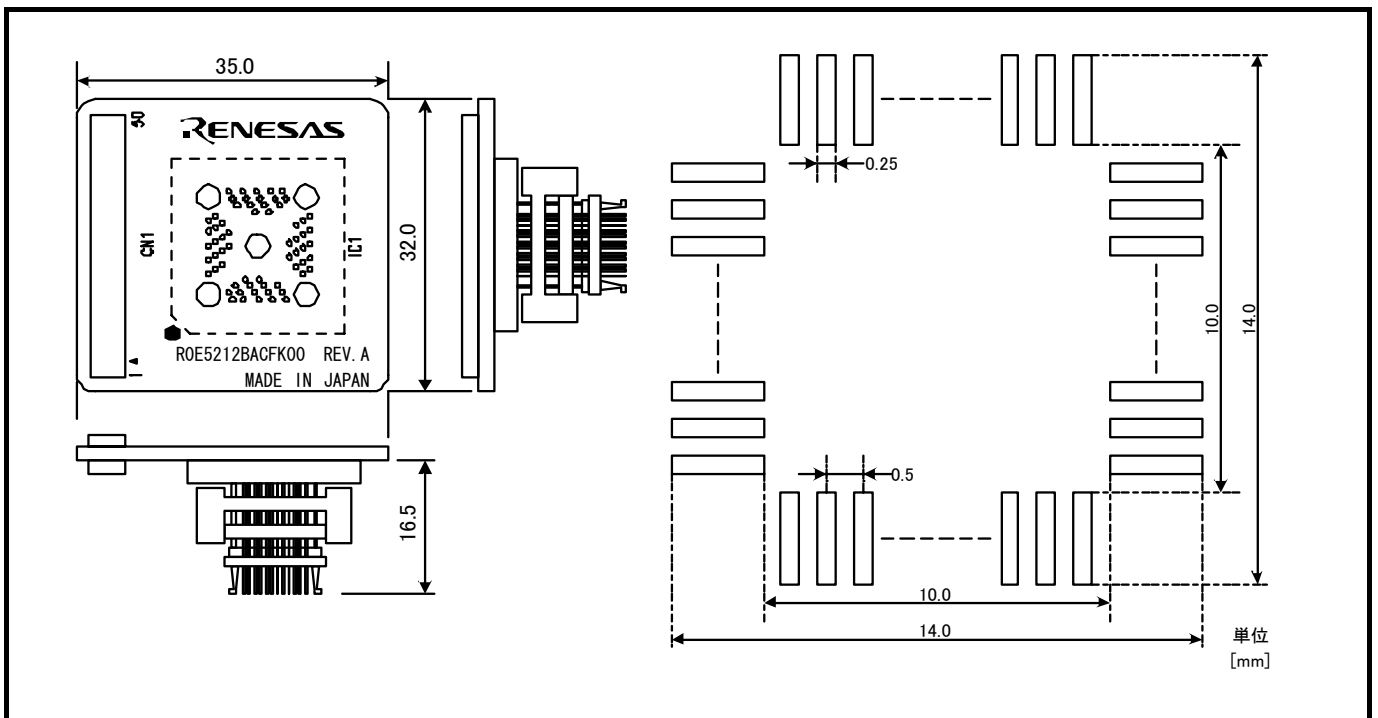 35.0
50
RENESAS
CN1
IC1
32.0
R0E5212BACFK00 REV.A
1
MADE IN JAPAN
16.5
0.25
10.0
14.0
0.5
10.0
14.0
単位
[mm]